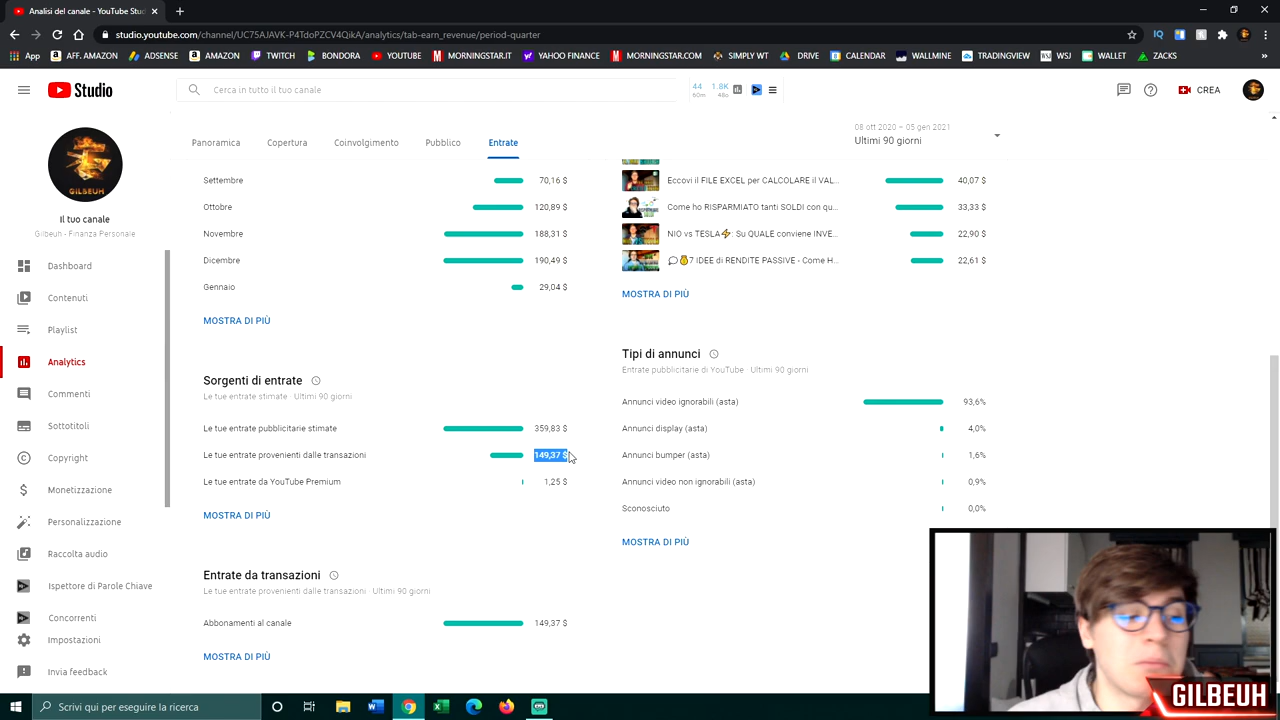 Analisi del canale - YouTube Stu
studio.youtube.com/channel/UC75AJAVK-P4TdoPZCV4QikA/analytics/tab-earn_revenue/period-quarter
TWITCH
BITPANDA
BONDORA
YOUTUBE
MORNINGSTAR.IT
AMAZON AFF.
YAHOO FINANCE
MORNINGSTAR.COM
SIMPLY WT
ADSENSE
DRIVE
CALENDAR
AMAZON
WALLMINE
TRADINGVIEW
WSJ
WALLET
ZACKS
Studio
Cerca in tutto il tuo canale
44
60m
1.8K
48o
CREA
GILBEUH
Il tuo canale
Gilbeuh - Finanza Personale
Dashboard
Contenuti
Playlist
Analytics
Commenti
Sottotitoli
Copyright
Monetizzazione
Personalizzazione
Raccolta audio
Ispettore di Parole Chiave
Concorrenti
Impostazioni
Invia feedback
Panoramica
Copertura
Coinvolgimento
Pubblico
Entrate
08 ott 2020 – 05 gen 2021
Ultimi 90 giorni
Settembre 70,16 $
Ottobre 120,89 $
Novembre 188,31 $
Dicembre 190,49 $
Gennaio 29,04 $
MOSTRA DI PIÙ
Eccovi il FILE EXCEL per CALCOLARE il VAL... 40,07 $
Come ho RISPARMIATO tanti SOLDI con qu... 33,33 $
NIO vs TESLA⚡: Su QUALE conviene INVE... 22,90 $
💭💰7 IDEE di RENDITE PASSIVE - Come H... 22,61 $
MOSTRA DI PIÙ
Sorgenti di entrate
Le tue entrate stimate · Ultimi 90 giorni
Le tue entrate pubblicitarie stimate 359,83 $
Le tue entrate provenienti dalle transazioni 149,37 $
Le tue entrate da YouTube Premium 1,25 $
MOSTRA DI PIÙ
Tipi di annunci
Entrate pubblicitarie di YouTube · Ultimi 90 giorni
Annunci video ignorabili (asta) 93,6%
Annunci display (asta) 4,0%
Annunci bumper (asta) 1,6%
Annunci video non ignorabili (asta) 0,9%
Sconosciuto 0,0%
MOSTRA DI PIÙ
Entrate da transazioni
Le tue entrate provenienti dalle transazioni · Ultimi 90 giorni
Abbonamenti al canale 149,37 $
MOSTRA DI PIÙ
GILBEUH
Scrivi qui per eseguire la ricerca